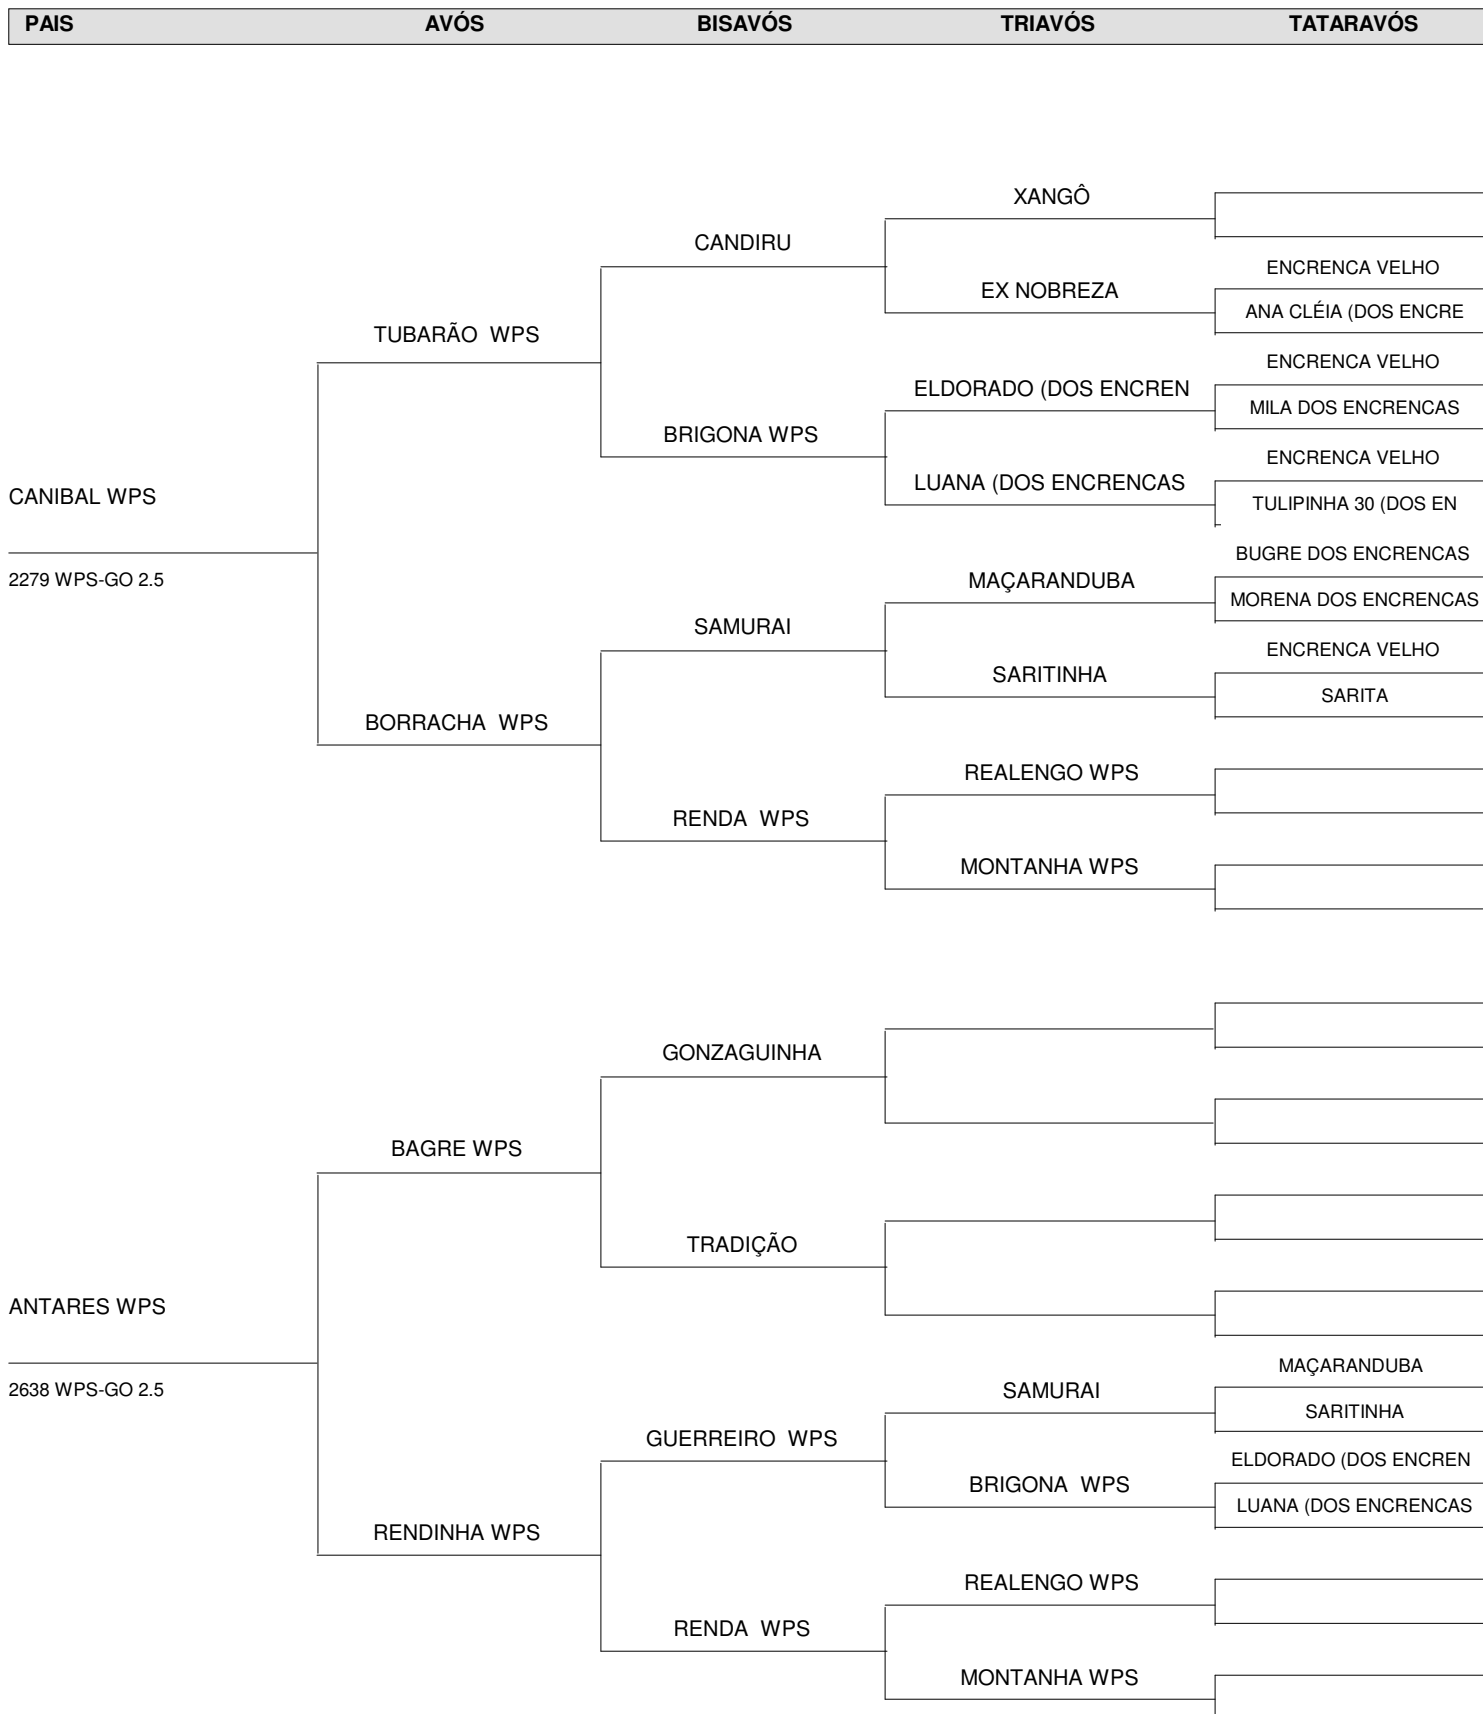 PAIS AVÓS BISAVÓS TRIAVÓS TATARAVÓS
XANGÔ
CANDIRU
ENCRENCA VELHO
EX NOBREZA
ANA CLÉIA (DOS ENCRE
TUBARÃO WPS
ENCRENCA VELHO
ELDORADO (DOS ENCREN
MILA DOS ENCRENCAS
BRIGONA WPS
ENCRENCA VELHO
LUANA (DOS ENCRENCAS
CANIBAL WPS
TULIPINHA 30 (DOS EN
BUGRE DOS ENCRENCAS
2279 WPS-GO 2.5
MAÇARANDUBA
MORENA DOS ENCRENCAS
SAMURAI
ENCRENCA VELHO
SARITINHA
SARITA
BORRACHA WPS
REALENGO WPS
RENDA WPS
MONTANHA WPS
GONZAGUINHA
BAGRE WPS
TRADIÇÃO
ANTARES WPS
MAÇARANDUBA
2638 WPS-GO 2.5
SAMURAI
SARITINHA
GUERREIRO WPS
ELDORADO (DOS ENCREN
BRIGONA WPS
LUANA (DOS ENCRENCAS
RENDINHA WPS
REALENGO WPS
RENDA WPS
MONTANHA WPS